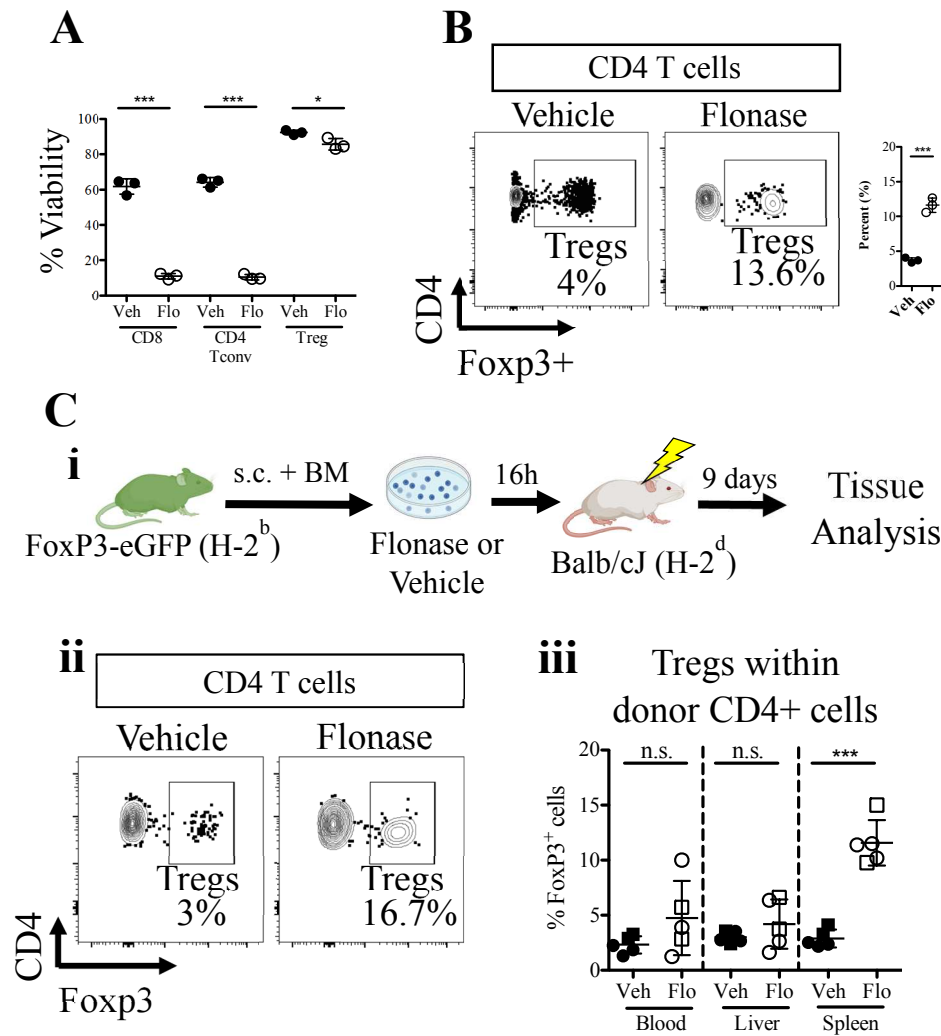 A
***
***
*
% Viability
100
80
60
40
20
0
Veh Flo Veh Flo Veh Flo
CD8 CD4 Treg
Tconv
B
CD4 T cells
Vehicle Flonase
Tregs
4%
Tregs
13.6%
CD4
Foxp3+
***
Percent (%)
20
15
10
5
0
Veh
Flo
C
i
s.c. + BM
16h
9 days
Tissue
Analysis
FoxP3-eGFP (H-2b)
Flonase or
Vehicle
Balb/cJ (H-2d)
ii
CD4 T cells
Vehicle Flonase
Tregs
3%
Tregs
16.7%
CD4
Foxp3
iii
Tregs within
donor CD4+ cells
n.s. n.s. ***
% FoxP3+ cells
20
15
10
5
0
Veh Flo Veh Flo Veh Flo
Blood Liver Spleen